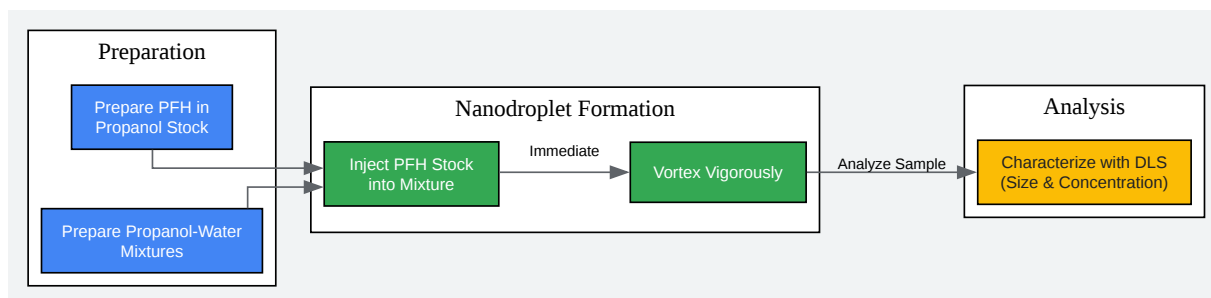 Preparation
Prepare PFH in
Propanol Stock
Prepare Propanol-Water
Mixtures
Nanodroplet Formation
Inject PFH Stock
into Mixture
Immediate
Vortex Vigorously
Analyze Sample
Analysis
Characterize with DLS
(Size & Concentration)